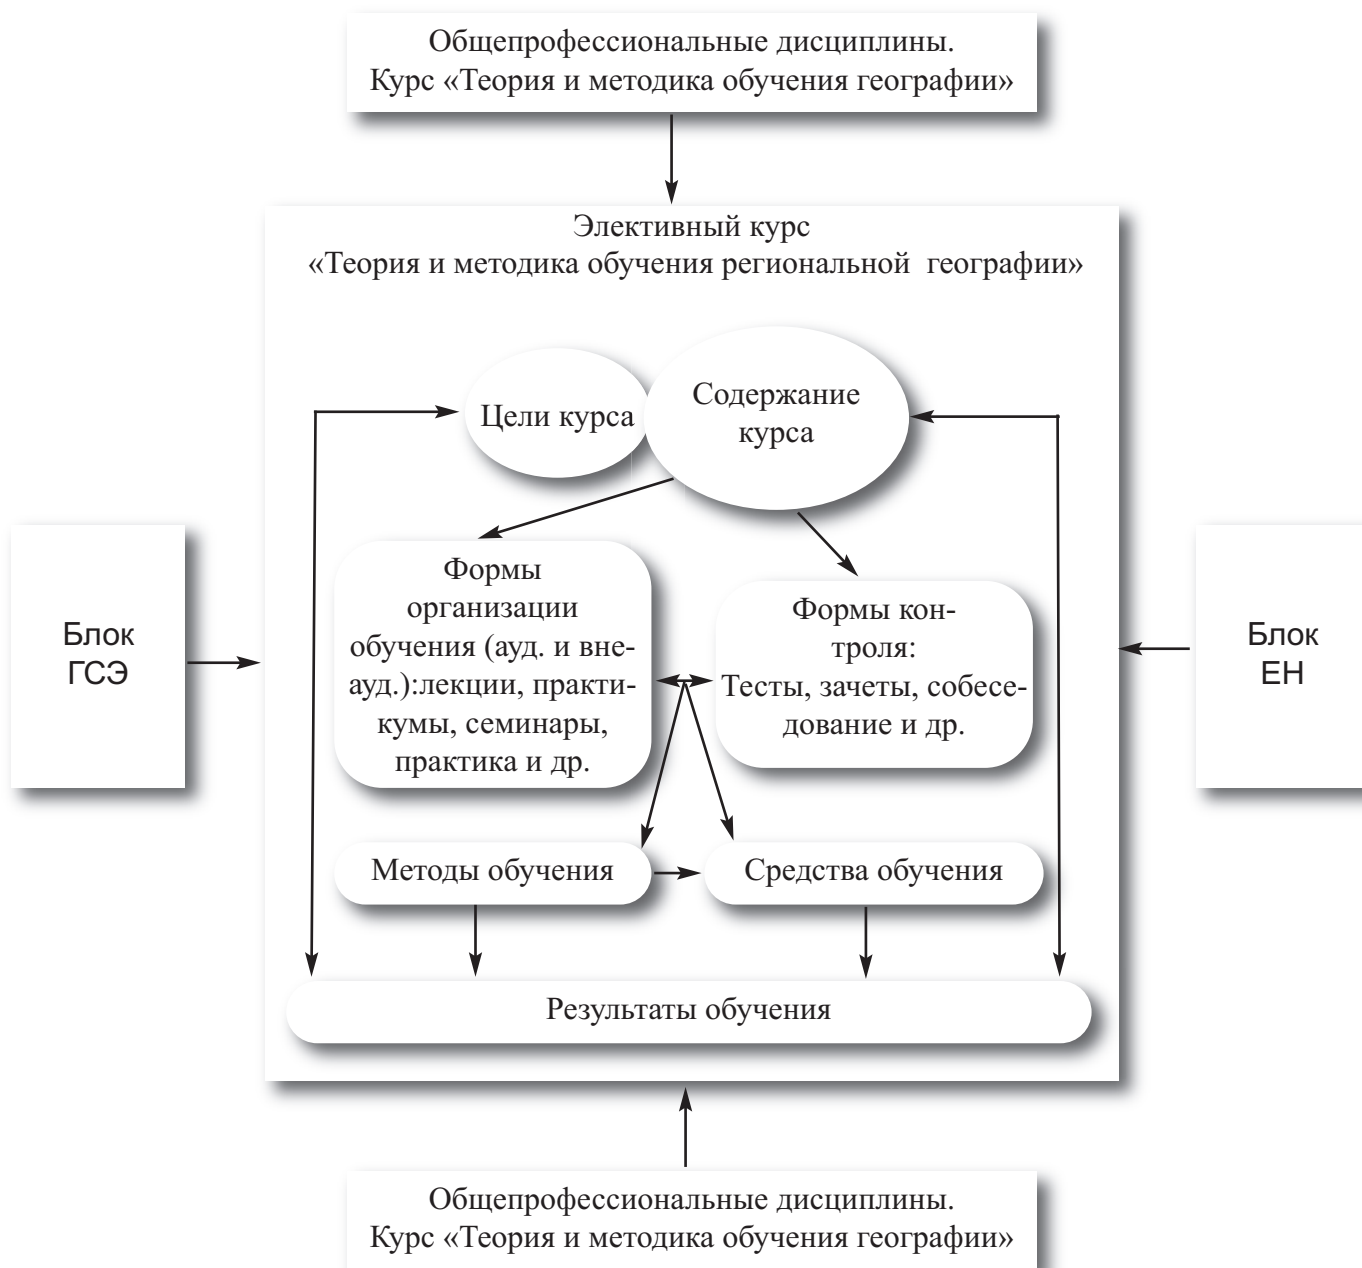 Общепрофессиональные дисциплины.
Курс «Теория и методика обучения географии»
Элективный курс
«Теория и методика обучения региональной географии»
Цели курса
Содержание
курса
Блок
ГСЭ
Формы
организации
обучения (ауд. и вне-
ауд.):лекции, практи-
кумы, семинары,
практика и др.
Формы кон-
троля:
Тесты, зачеты, собесе-
дование и др.
Блок
ЕН
Методы обучения
Средства обучения
Результаты обучения
Общепрофессиональные дисциплины.
Курс «Теория и методика обучения географии»